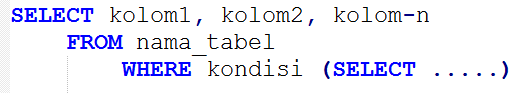 SELECT kolom1, kolom2, kolom-n
FROM nama_tabel
WHERE kondisi (SELECT .....)